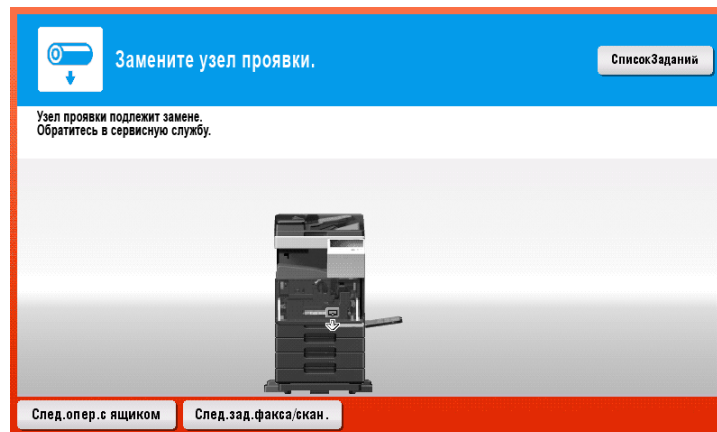 Замените узел проявки.
СписокЗаданий
Узел проявки подлежит замене.
Обратитесь в сервисную службу.
След.опер.с ящиком
След.зад.факса/скан.